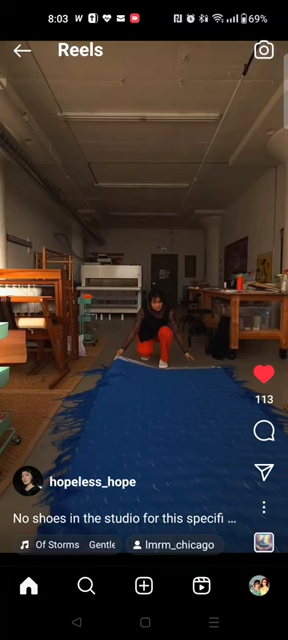 8:03
69%
Reels
113
hopeless_hope
No shoes in the studio for this specifi ...
Of Storms Gentle
lmrm_chicago